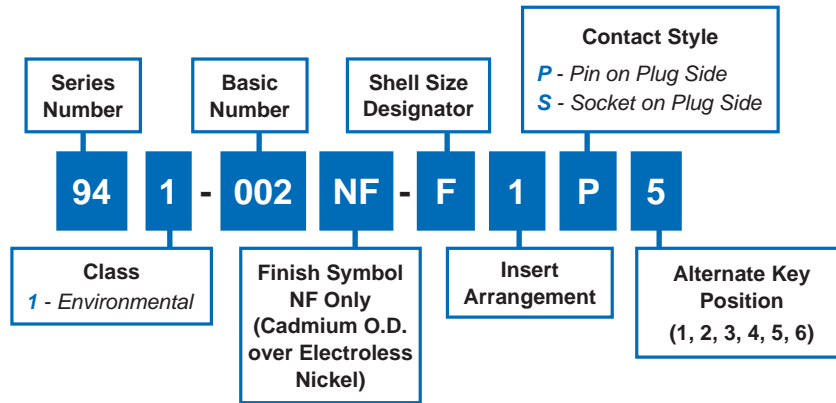 Contact Style
P - Pin on Plug Side
S - Socket on Plug Side
Series
Number
Basic
Number
Shell Size
Designator
94 1 - 002 NF - F 1 P 5
Class
1 - Environmental
Finish Symbol
NF Only
(Cadmium O.D.
over Electroless
Nickel)
Insert
Arrangement
Alternate Key
Position
(1, 2, 3, 4, 5, 6)